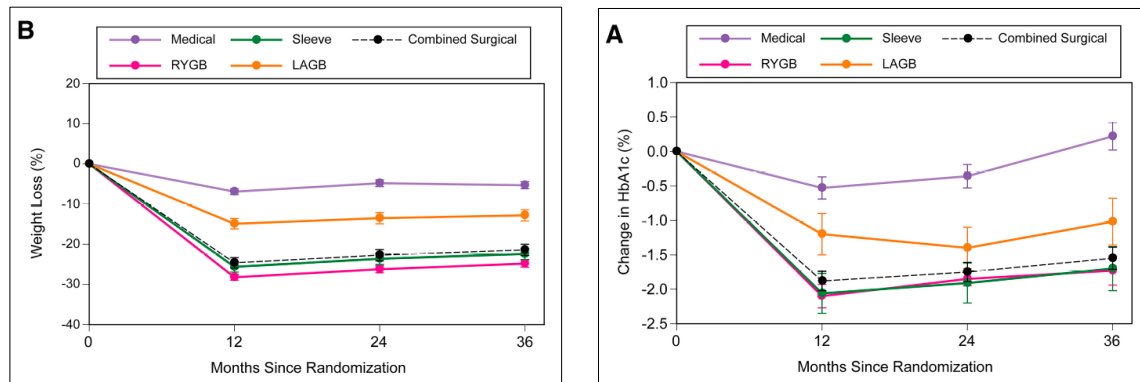 B
Medical Sleeve Combined Surgical
RYGB LAGB
20
10
0
-10
-20
-30
-40
Weight Loss (%)
0 12 24 36
Months Since Randomization
A
Medical Sleeve Combined Surgical
RYGB LAGB
1.0
0.5
0.0
-0.5
-1.0
-1.5
-2.0
-2.5
Change in HbA1c (%)
0 12 24 36
Months Since Randomization